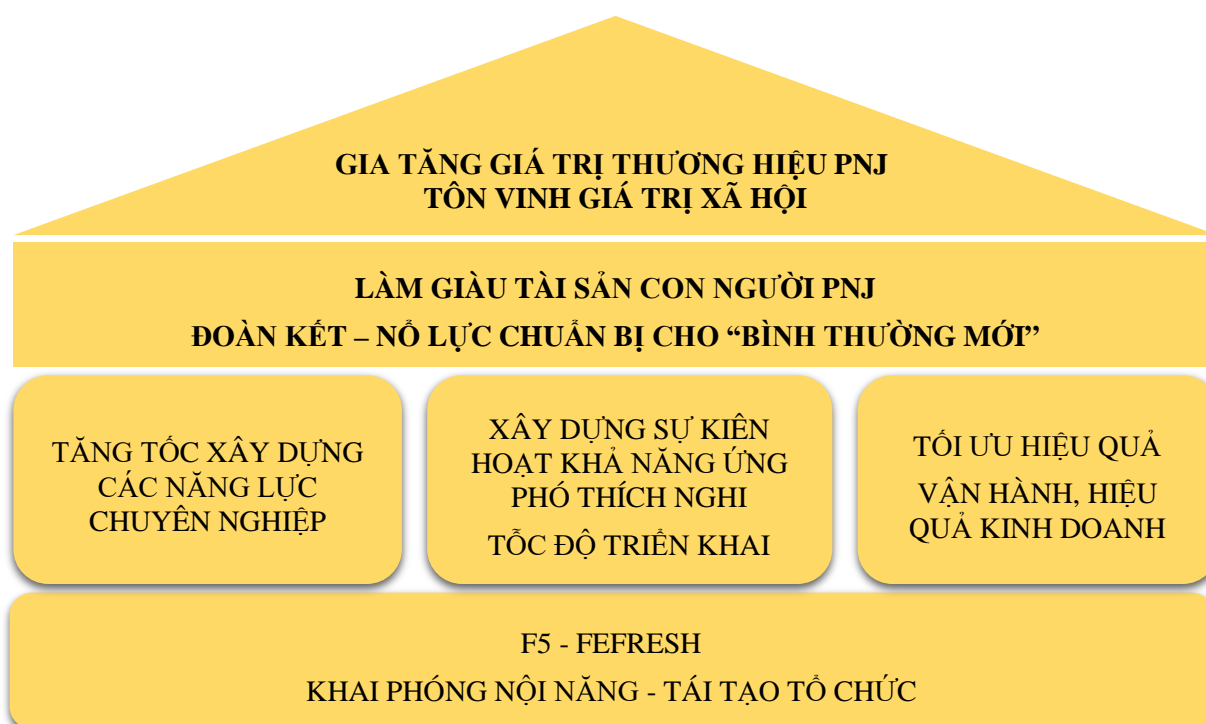 GIA TĂNG GIÁ TRỊ THƯƠNG HIỆU PNJ
TÔN VINH GIÁ TRỊ XÃ HỘI
LÀM GIÀU TÀI SẢN CON NGƯỜI PNJ
ĐOÀN KẾT – NỔ LỰC CHUẨN BỊ CHO “BÌNH THƯỜNG MỚI”
TĂNG TỐC XÂY DỰNG
CÁC NĂNG LỰC
CHUYÊN NGHIỆP
XÂY DỰNG SỰ KIÊN
HOẠT KHẢ NĂNG ỨNG
PHÓ THÍCH NGHI
TỖC ĐỘ TRIỂN KHAI
TỐI ƯU HIỆU QUẢ
VẬN HÀNH, HIỆU
QUẢ KINH DOANH
F5 - FEFRESH
KHAI PHÓNG NỘI NĂNG - TÁI TẠO TỔ CHỨC